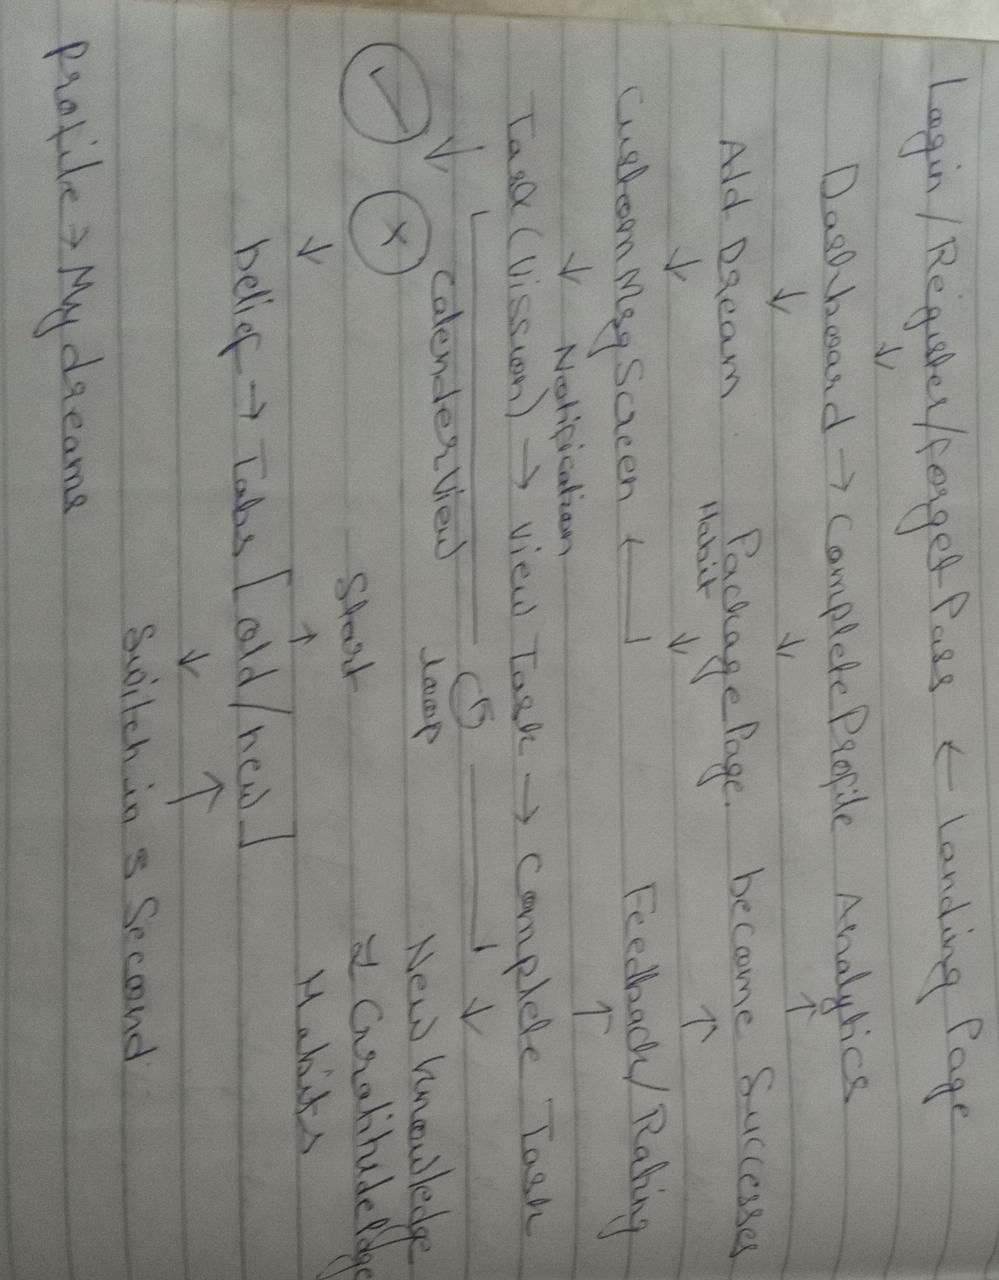 Login/Register/forget Pass ← Landing Page
↓
Dashboard → Complete Profile Analytics
↓ ↓ ↑
Add Dream Package Page. become Successes
Habit
↓ ↓ ↑
Custom Msg Screen ← Feedback/Rating
↓ Notification ↑
Task (Vission) → View Task → Complete Task
↓ ↓
Calender View loop New Knowledge
✓ × & Gratitude
Start Habits
↓ ↑
belief → Tabs [old/new]
↓ ↑
Switch in Second
Profile → My dreams